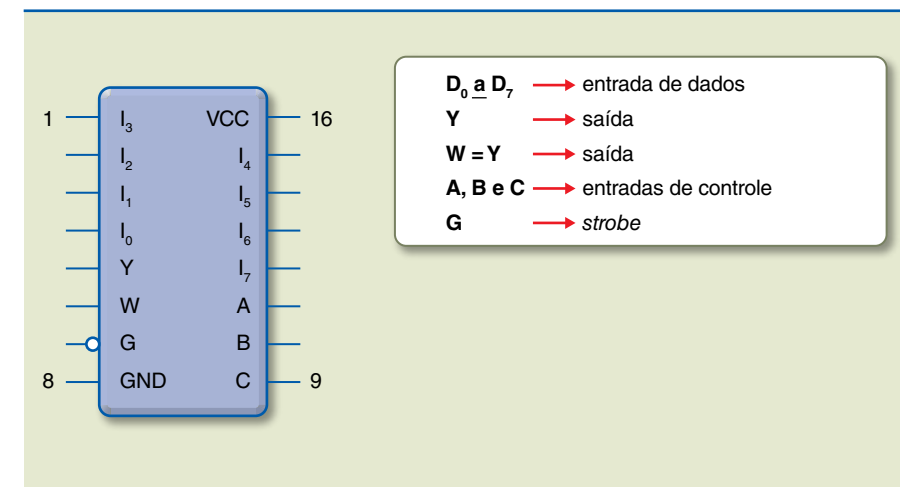 1 I₃ VCC 16
I₂ I₄
I₁ I₅
I₀ I₆
Y I₇
W A
G B
8 GND C 9
D₀ a D₇ → entrada de dados
Y → saída
W = Y → saída
A, B e C → entradas de controle
G → strobe